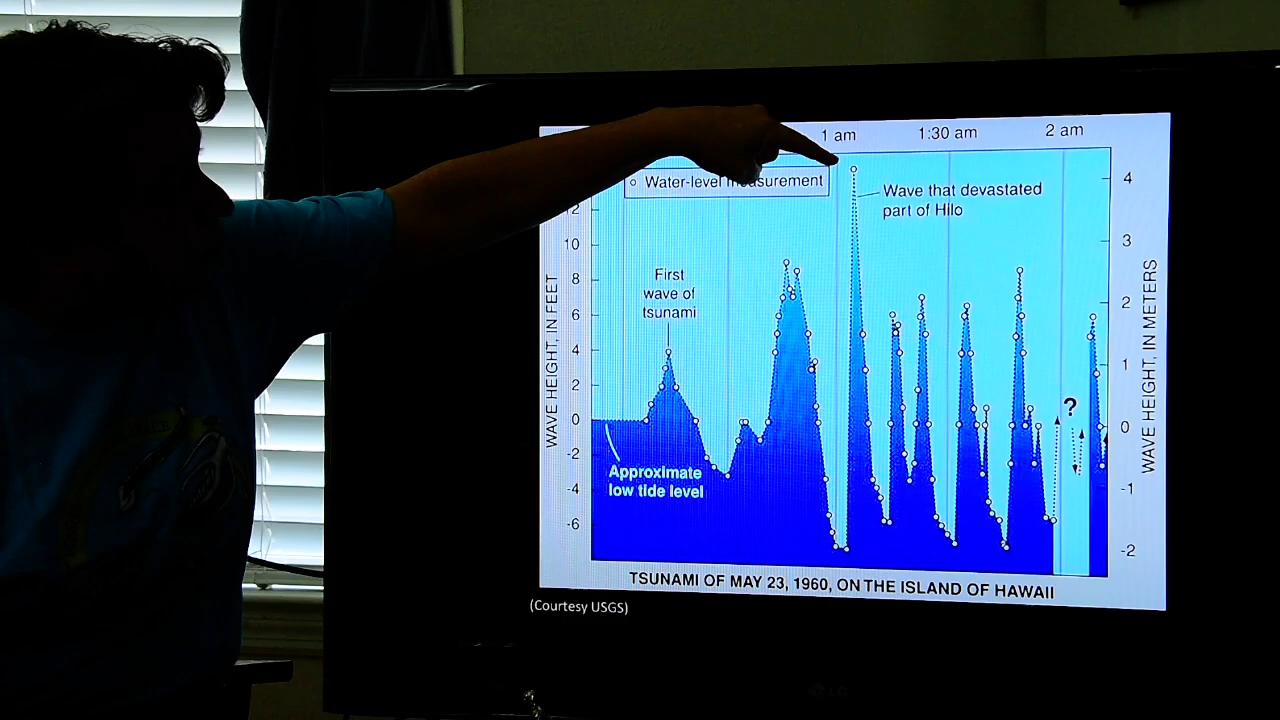 1 am 1:30 am 2 am
Water-level measurement
Wave that devastated
part of Hilo
First
wave of
tsunami
Approximate
low tide level
?
WAVE HEIGHT, IN FEET
12
10
8
6
4
2
0
-2
-4
-6
4
3
2
1
0
-1
-2
WAVE HEIGHT, IN METERS
TSUNAMI OF MAY 23, 1960, ON THE ISLAND OF HAWAII
(Courtesy USGS)
LG